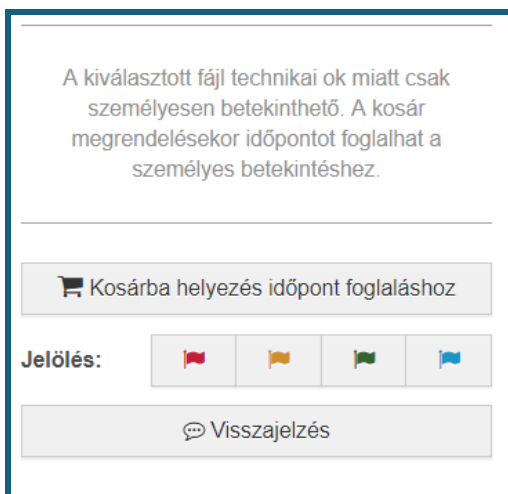 A kiválasztott fájl technikai ok miatt csak
személyesen betekinthető. A kosár
megrendelésekor időpontot foglalhat a
személyes betekintéshez.
Kosárba helyezés időpont foglaláshoz
Jelölés:
Visszajelzés